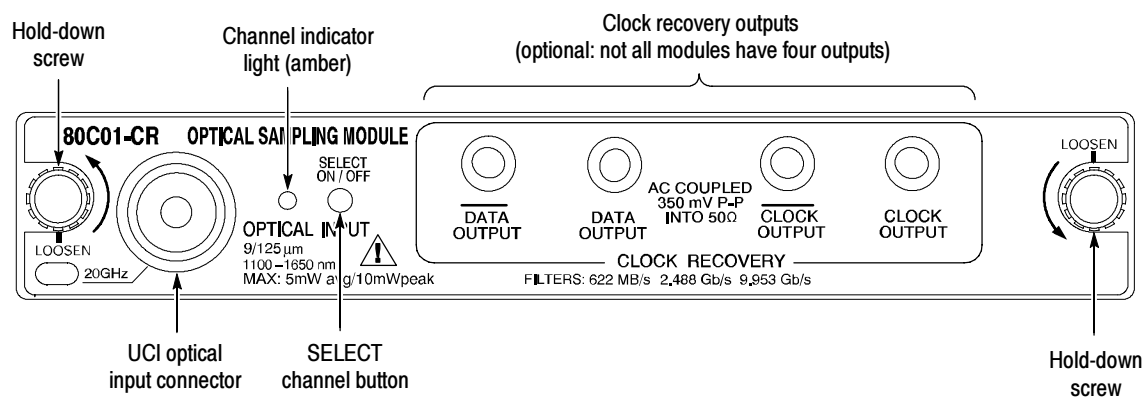 Hold-down
screw
Channel indicator
light (amber)
Clock recovery outputs
(optional: not all modules have four outputs)
80C01-CR OPTICAL SAMPLING MODULE
SELECT
ON / OFF
LOOSEN
20GHz
OPTICAL INPUT
9/125 µm
1100 – 1650 nm
MAX: 5mW avg/10mWpeak
DATA
OUTPUT
DATA
OUTPUT
AC COUPLED
350 mV P-P
INTO 50Ω
CLOCK
OUTPUT
CLOCK
OUTPUT
CLOCK RECOVERY
FILTERS: 622 MB/s 2.488 Gb/s 9.953 Gb/s
LOOSEN
UCI optical
input connector
SELECT
channel button
Hold-down
screw